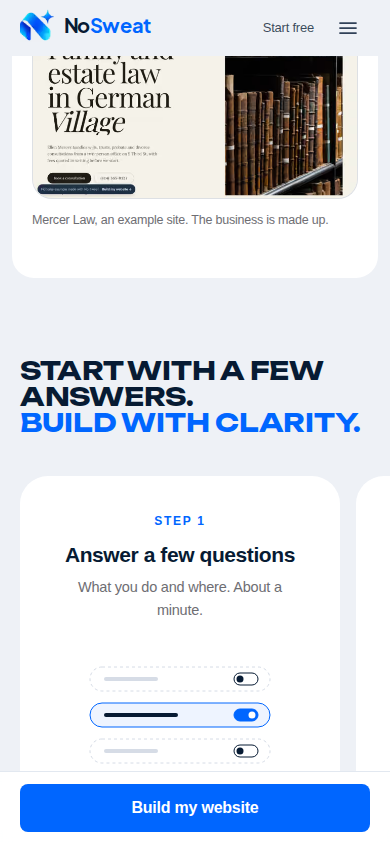 NoSweat
Start free
Family and
estate law
in German
Village
Mercer Law, an example site. The business is made up.
START WITH A FEW
ANSWERS.
BUILD WITH CLARITY.
STEP 1
Answer a few questions
What you do and where. About a
minute.
Build my website